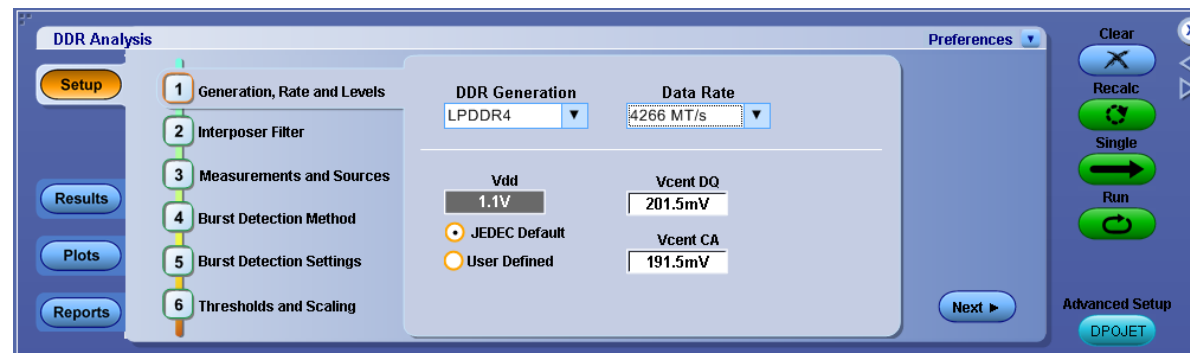 DDR Analysis
Preferences
Setup
Results
Plots
Reports
1 Generation, Rate and Levels
2 Interposer Filter
3 Measurements and Sources
4 Burst Detection Method
5 Burst Detection Settings
6 Thresholds and Scaling
DDR Generation
LPDDR4
Data Rate
4266 MT/s
Vdd
1.1V
JEDEC Default
User Defined
Vcent DQ
201.5mV
Vcent CA
191.5mV
Next
Clear
Recalc
Single
Run
Advanced Setup
DPOJET